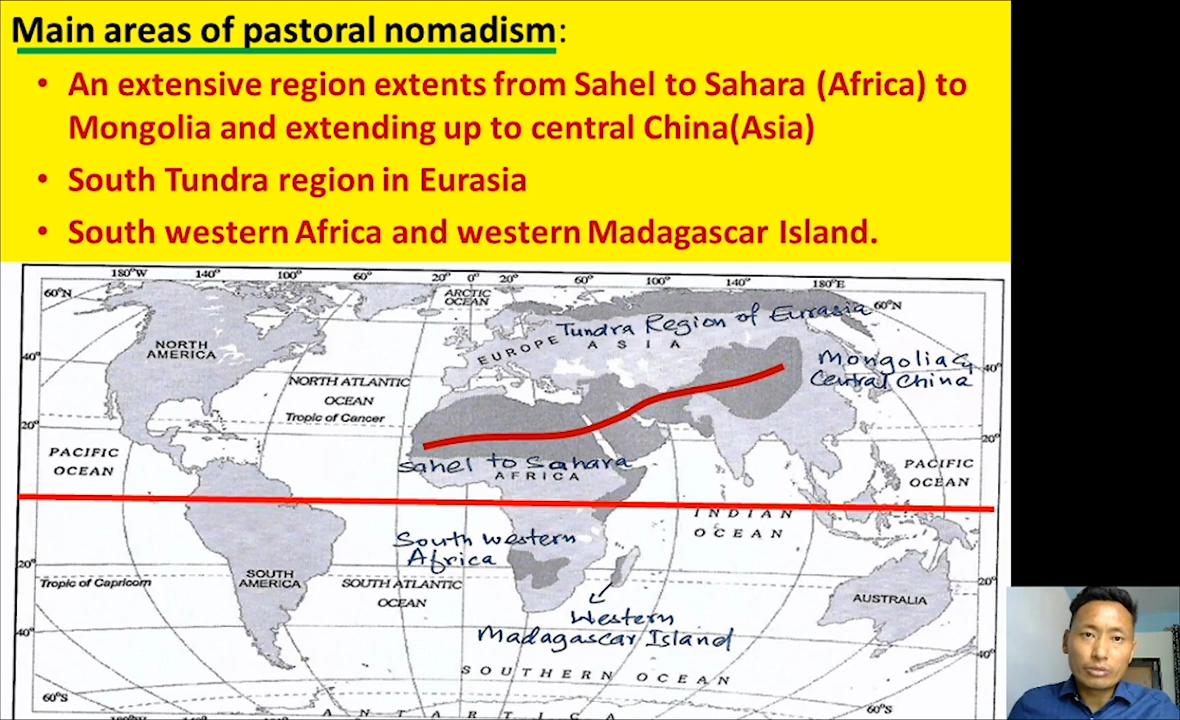 Main areas of pastoral nomadism:
• An extensive region extents from Sahel to Sahara (Africa) to
Mongolia and extending up to central China(Asia)
• South Tundra region in Eurasia
• South western Africa and western Madagascar Island.
180°W 140° 100° 60° 20° 0° 20° 60° 100° 140° 180°E
60°N
ARCTIC
OCEAN
60°N
Tundra Region of Eurasia
NORTH
AMERICA
EUROPE
ASIA
Mongolia &
Central China
40°
40°
NORTH ATLANTIC
OCEAN
Tropic of Cancer
20°
20°
PACIFIC
OCEAN
Sahel to Sahara
AFRICA
PACIFIC
OCEAN
INDIAN
OCEAN
South western
Africa
20°
20°
Tropic of Capricorn
SOUTH
AMERICA
SOUTH ATLANTIC
OCEAN
AUSTRALIA
Western
Madagascar Island
40°
40°
SOUTHERN OCEAN
60°S
60°S
ANTARTICA